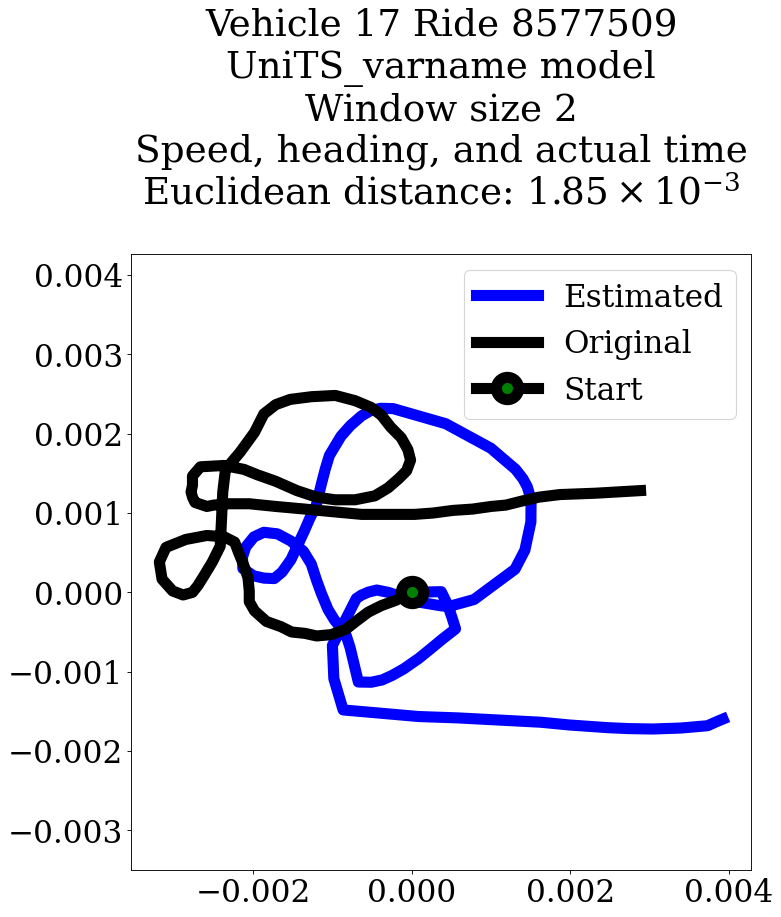 Vehicle 17 Ride 8577509
UniTS_varname model
Window size 2
Speed, heading, and actual time
Euclidean distance: 1.85 × 10⁻³
Estimated
Original
Start
0.004
0.003
0.002
0.001
0.000
−0.001
−0.002
−0.003
−0.002 0.000 0.002 0.004